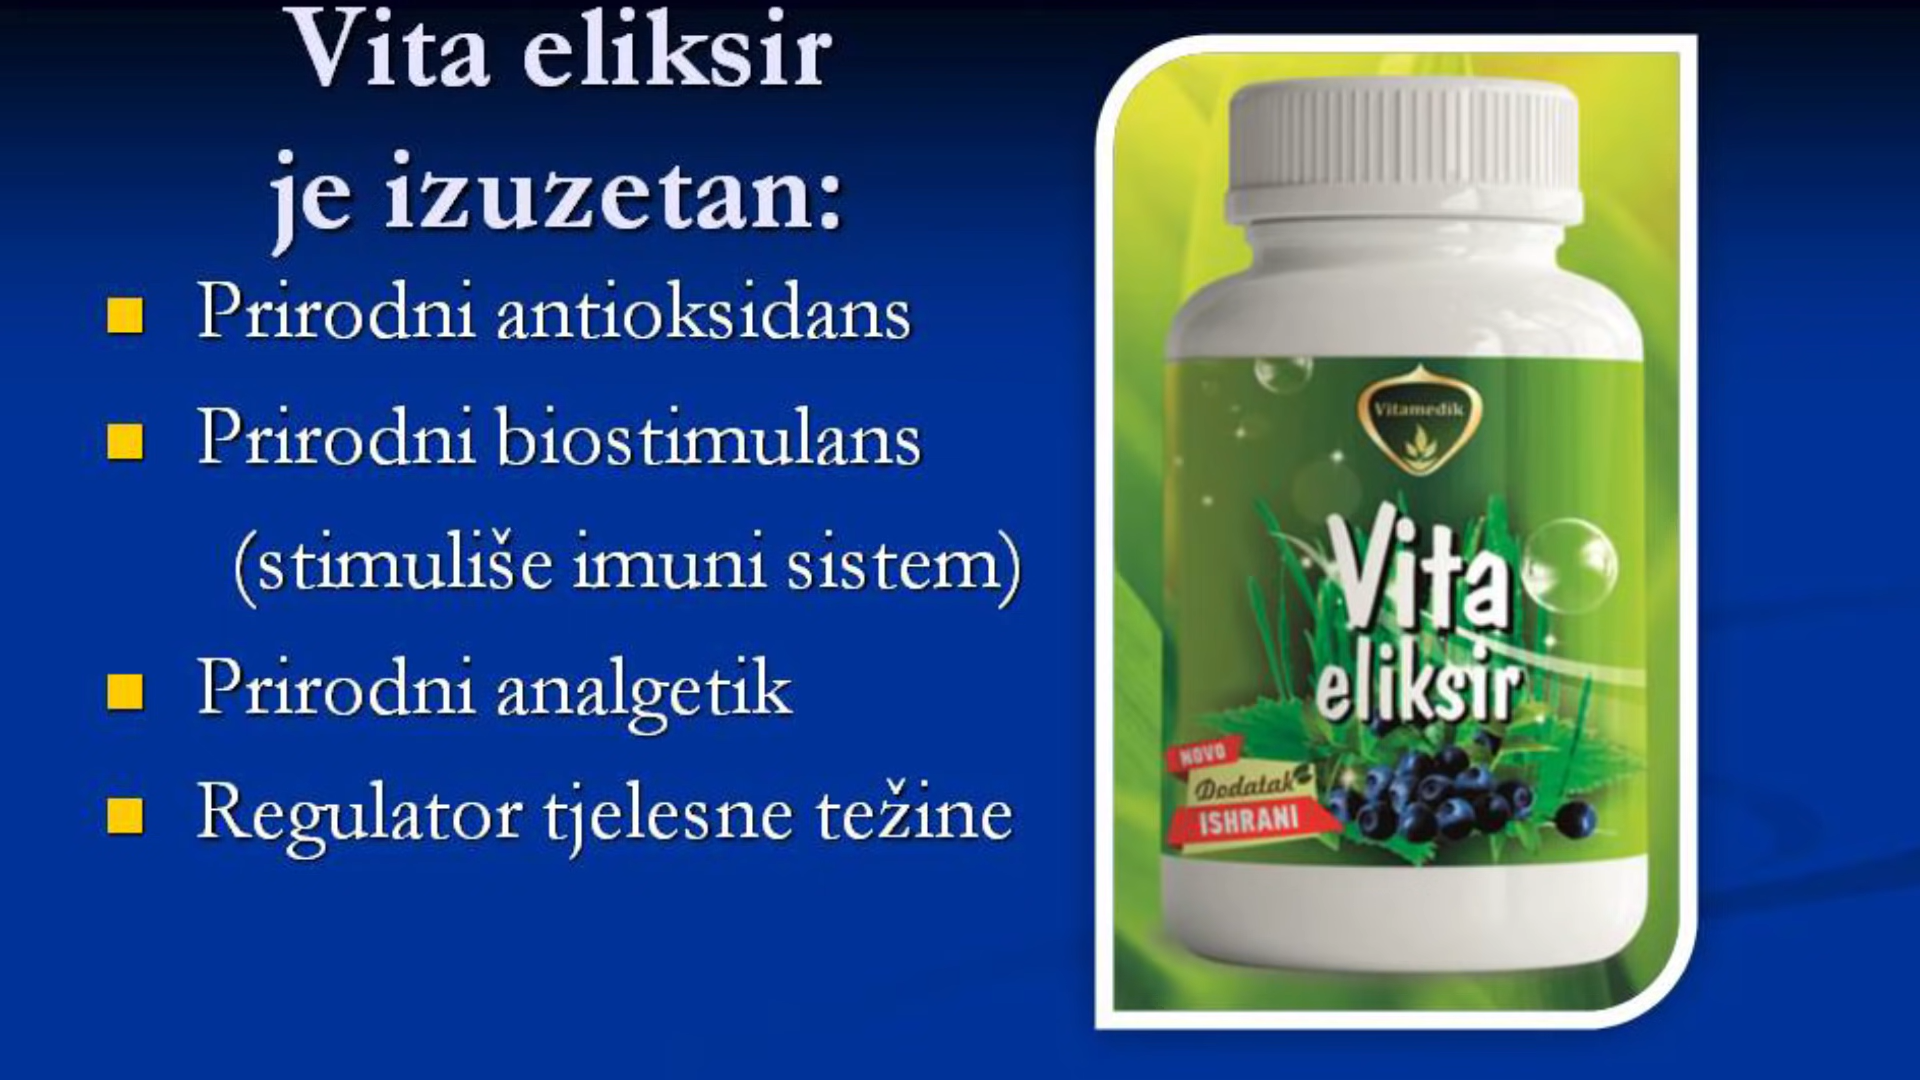 Vita eliksir
je izuzetan:
Prirodni antioksidans
Prirodni biostimulans
(stimuliše imuni sistem)
Prirodni analgetik
Regulator tjelesne težine
Vitamedik
Vita
eliksir
NOVO
Dodatak
ISHRANI